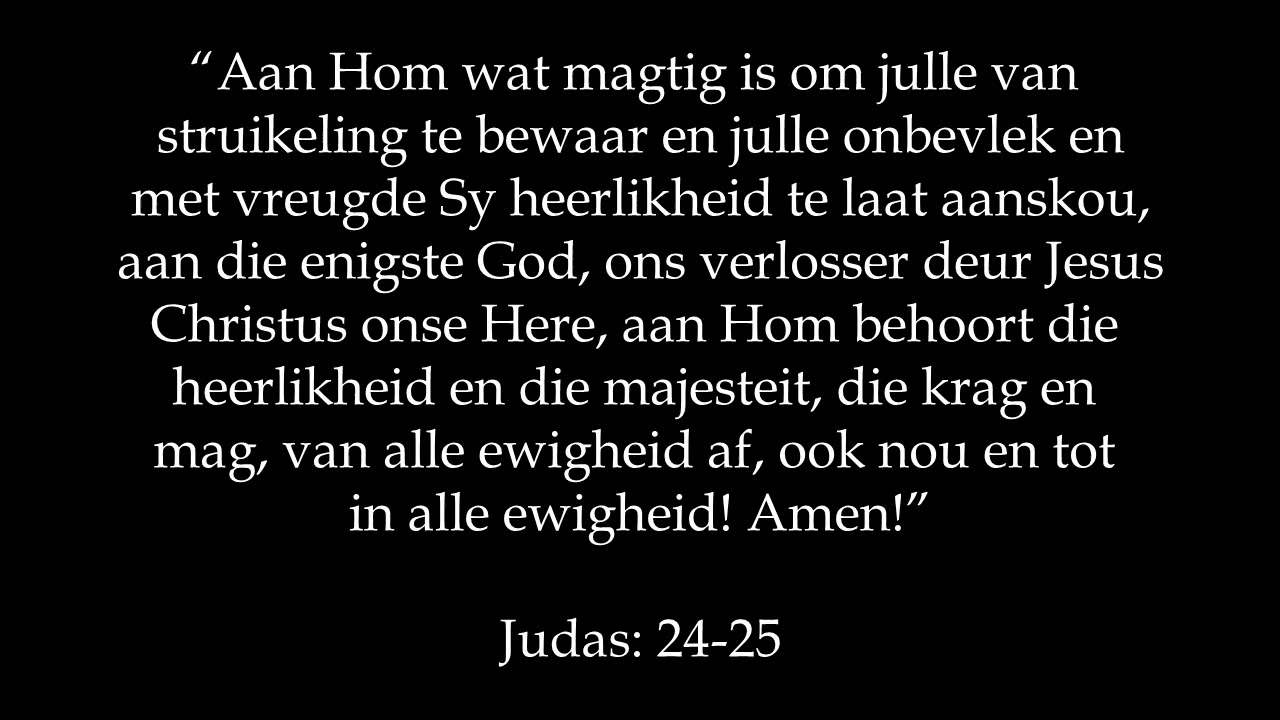 “Aan Hom wat magtig is om julle van
struikeling te bewaar en julle onbevlek en
met vreugde Sy heerlikheid te laat aanskou,
aan die enigste God, ons verlosser deur Jesus
Christus onse Here, aan Hom behoort die
heerlikheid en die majesteit, die krag en
mag, van alle ewigheid af, ook nou en tot
in alle ewigheid! Amen!”
Judas: 24-25